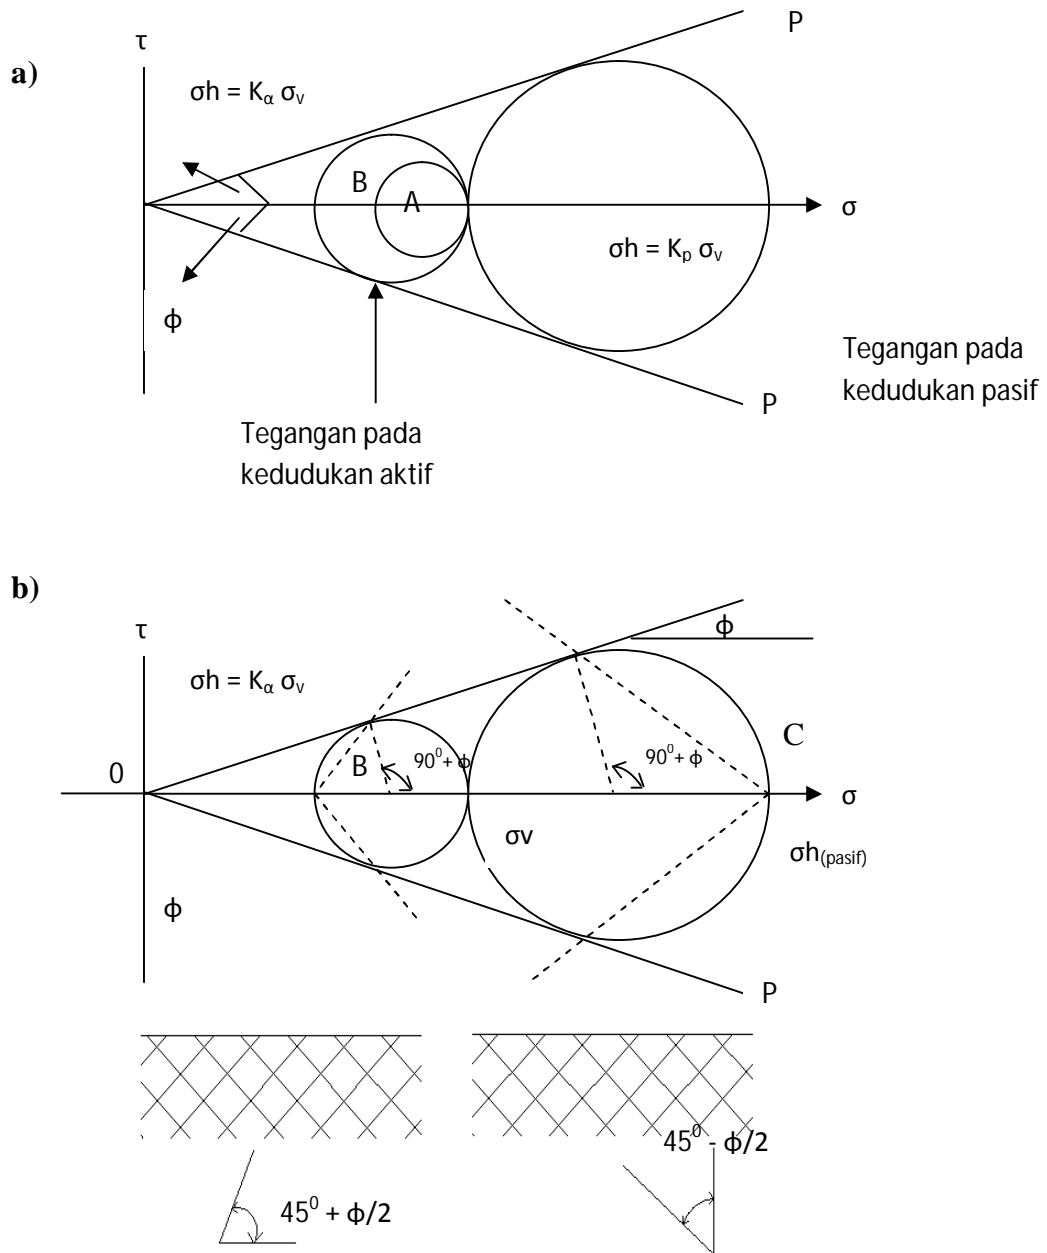 a)
τ
P
σh = Kα σv
B
A
σ
σh = Kp σv
ϕ
P
Tegangan pada
kedudukan aktif
Tegangan pada
kedudukan pasif
b)
τ
ϕ
σh = Kα σv
C
B
90⁰+ ϕ
90⁰+ ϕ
0
σ
σv
σh(pasif)
ϕ
P
45⁰ - ϕ/2
45⁰ + ϕ/2